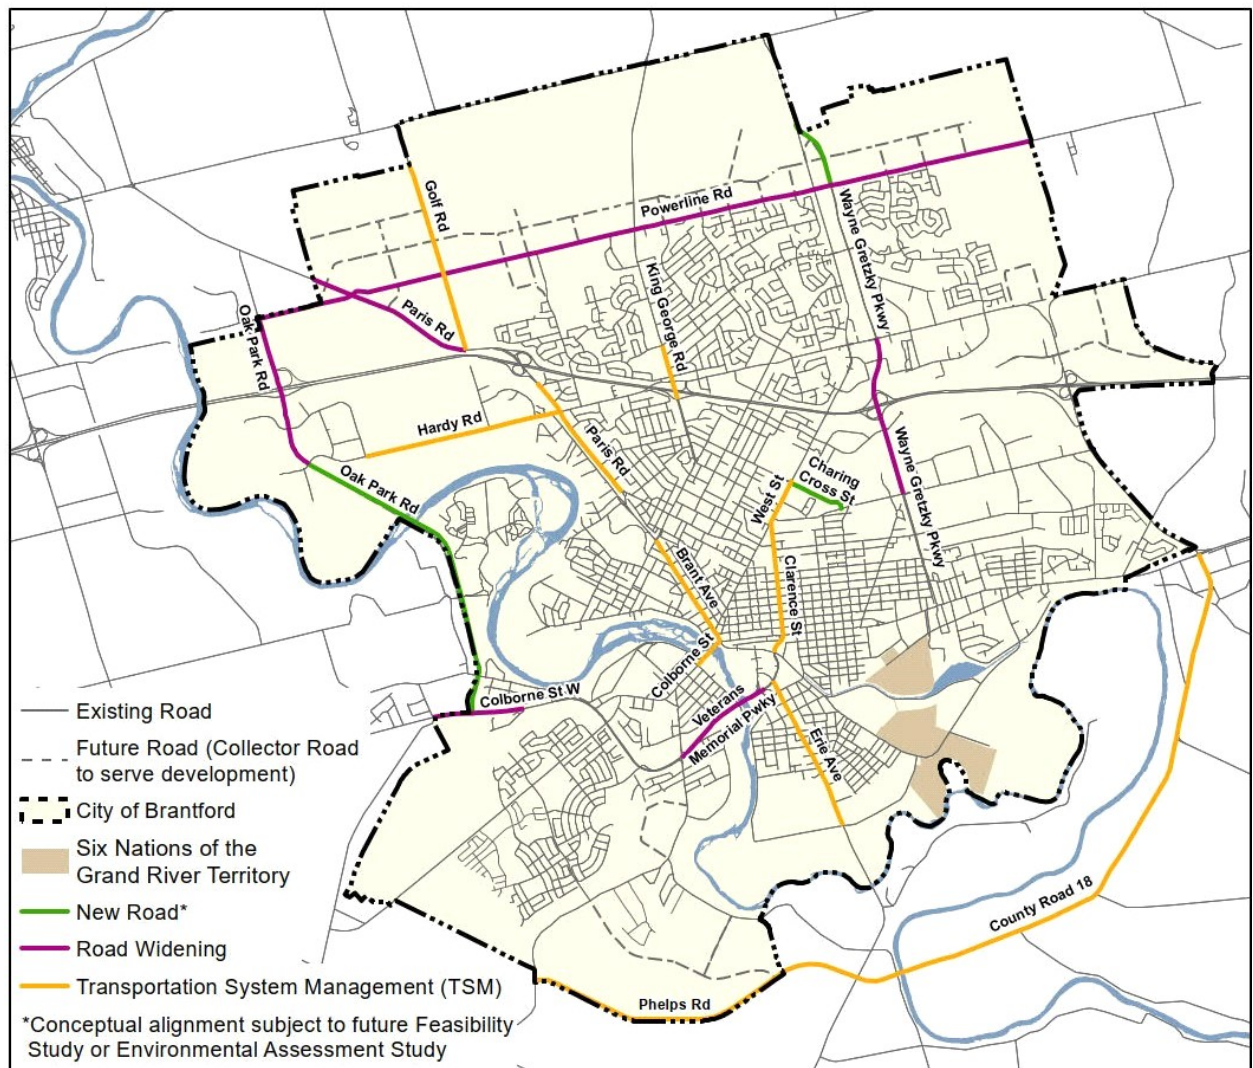 Golf Rd
Powerline Rd
Wayne Gretzky Pkwy
King George Rd
Oak Park Rd
Paris Rd
Hardy Rd
Paris Rd
Wayne Gretzky Pkwy
Charing
Cross St
West St
Oak Park Rd
Brant Ave
Clarence St
Colborne St
Colborne St W
Veterans
Memorial Pwky
Erie Ave
County Road 18
Phelps Rd
Existing Road
Future Road (Collector Road
to serve development)
City of Brantford
Six Nations of the
Grand River Territory
New Road*
Road Widening
Transportation System Management (TSM)
*Conceptual alignment subject to future Feasibility
Study or Environmental Assessment Study